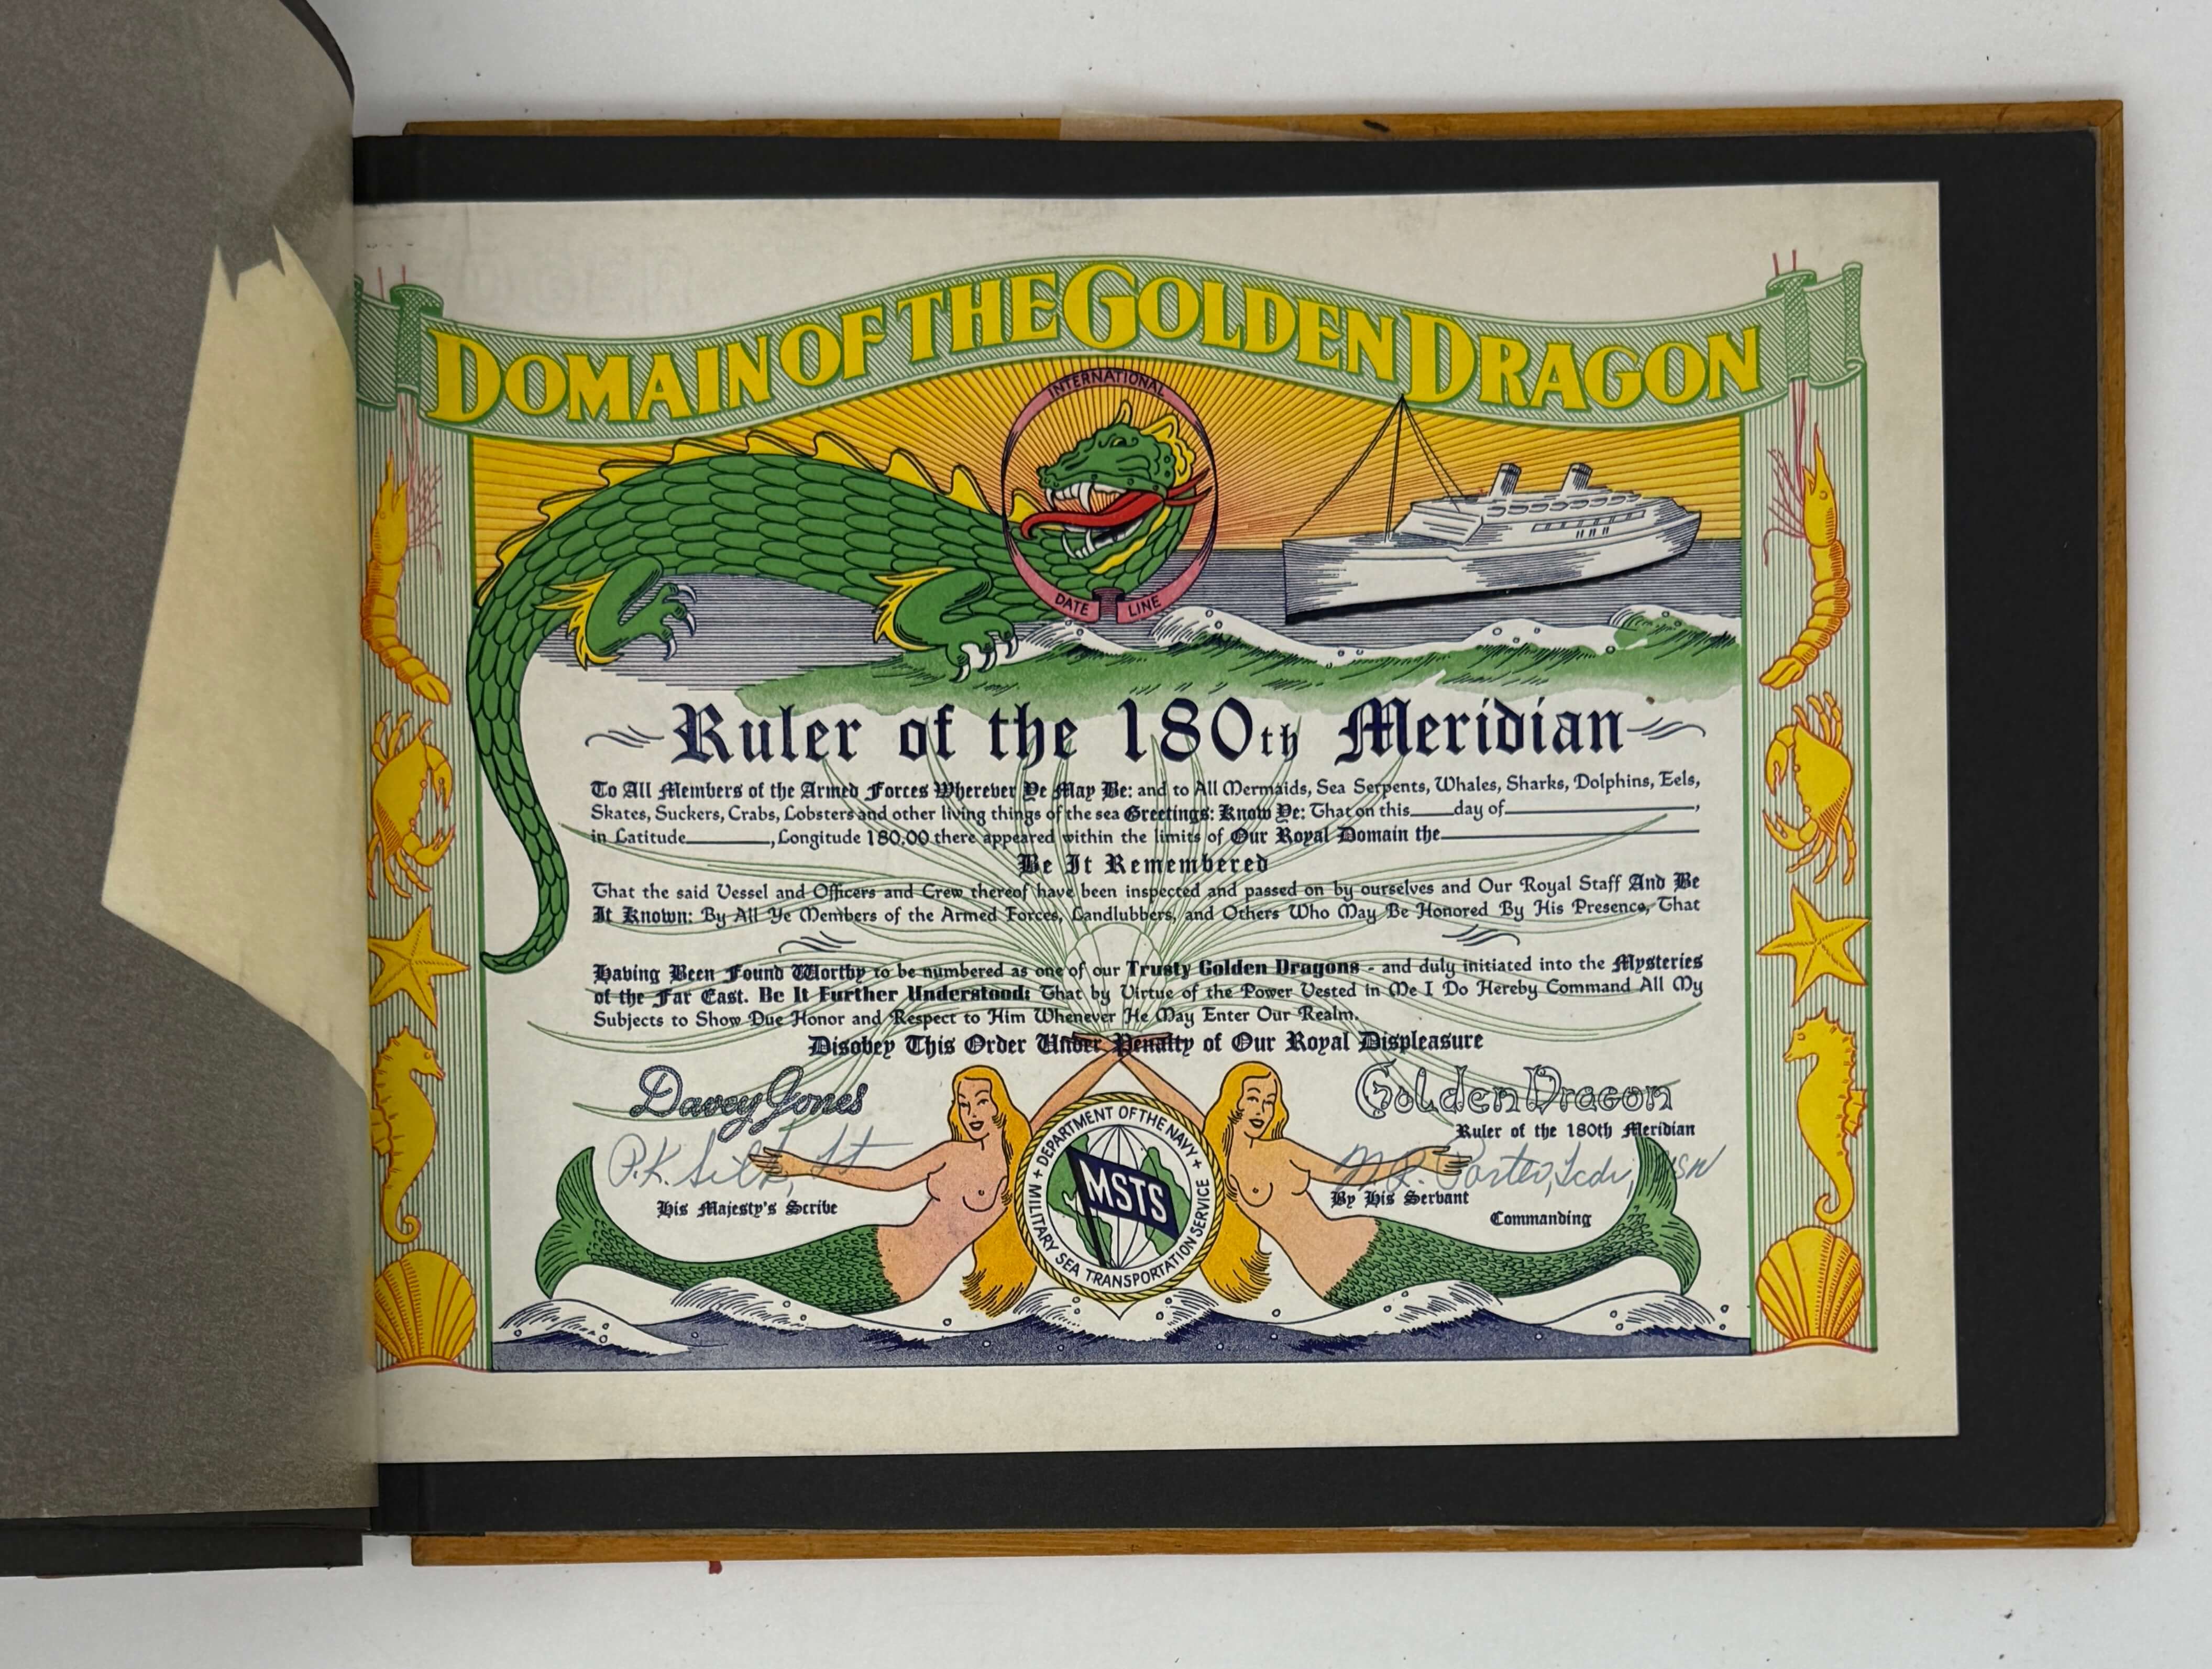 DOMAIN OF THE GOLDEN DRAGON
INTERNATIONAL
DATE LINE
Ruler of the 180th Meridian
To All Members of the Armed Forces Wherever Ye May Be: and to All Mermaids, Sea Serpents, Whales, Sharks, Dolphins, Eels,
Skates, Suckers, Crabs, Lobsters and other living things of the sea Greetings: Know Ye: That on this____day of____________,
in Latitude______, Longitude 180.00 there appeared within the limits of Our Royal Domain the____________
Be It Remembered
That the said Vessel and Officers and Crew thereof have been inspected and passed on by ourselves and Our Royal Staff And Be
It Known: By All Ye Members of the Armed Forces, Landlubbers, and Others Who May Be Honored By His Presence, That
Having Been Found Worthy to be numbered as one of our Trusty Golden Dragons - and duly initiated into the Mysteries
of the Far East. Be It Further Understood: That by Virtue of the Power Vested in Me I Do Hereby Command All My
Subjects to Show Due Honor and Respect to Him Whenever He May Enter Our Realm.
Disobey This Order Under Penalty of Our Royal Displeasure
Davey Jones
P.K.
His Majesty's Scribe
DEPARTMENT OF THE NAVY
MSTS
MILITARY SEA TRANSPORTATION SERVICE
Golden Dragon
Ruler of the 180th Meridian
Porter, Lcdr, USN
By His Servant
Commanding